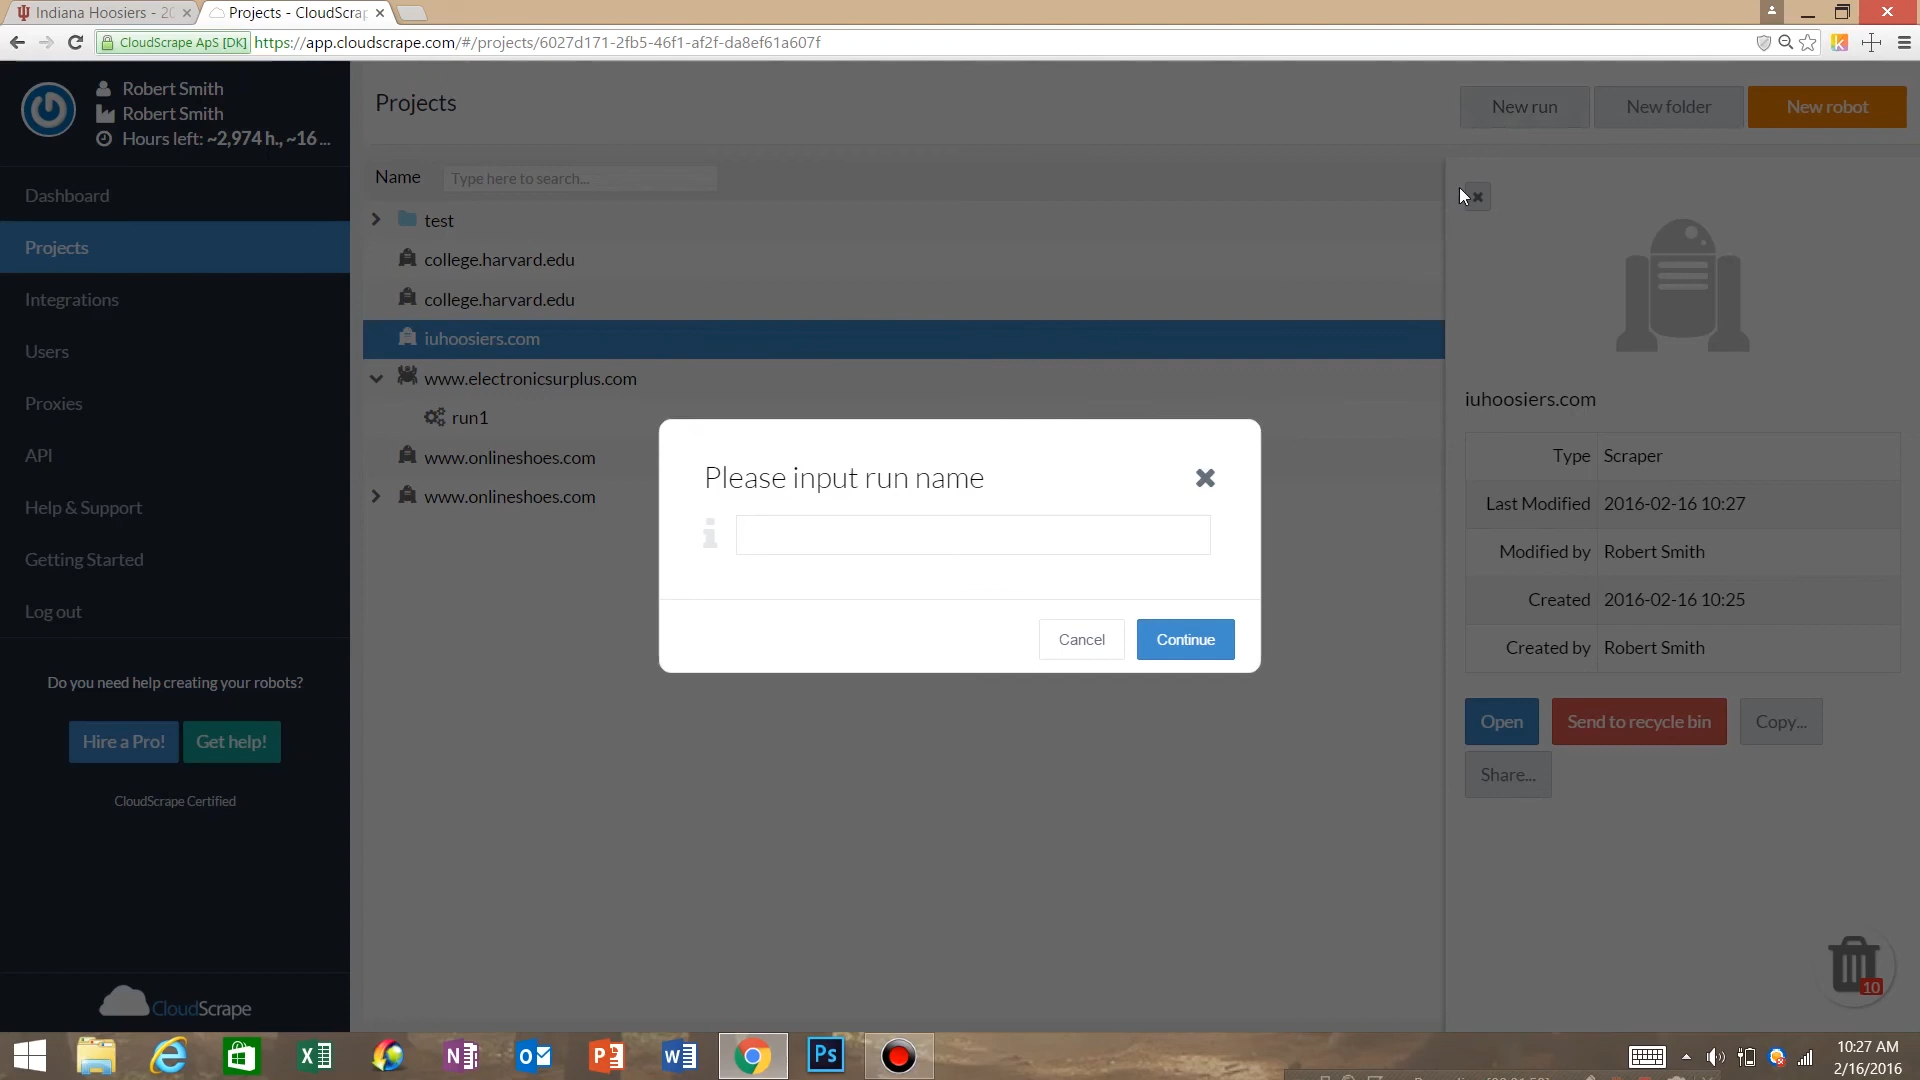 Indiana Hoosiers - 20
Projects - CloudScrap
CloudScrape ApS [DK]
https://app.cloudscrape.com/#/projects/6027d171-2fb5-46f1-af2f-da8ef61a607f
Robert Smith
Robert Smith
Hours left: ~2,974 h., ~16 ...
Dashboard
Projects
Integrations
Users
Proxies
API
Help & Support
Getting Started
Log out
Do you need help creating your robots?
Hire a Pro! Get help!
CloudScrape Certified
CloudScrape
Projects
New run New folder New robot
Name Type here to search...
test
college.harvard.edu
college.harvard.edu
iuhoosiers.com
www.electronicsurplus.com
run1
www.onlineshoes.com
www.onlineshoes.com
Please input run name
Cancel Continue
iuhoosiers.com
Type Scraper
Last Modified 2016-02-16 10:27
Modified by Robert Smith
Created 2016-02-16 10:25
Created by Robert Smith
Open Send to recycle bin Copy...
Share...
10
10:27 AM
2/16/2016